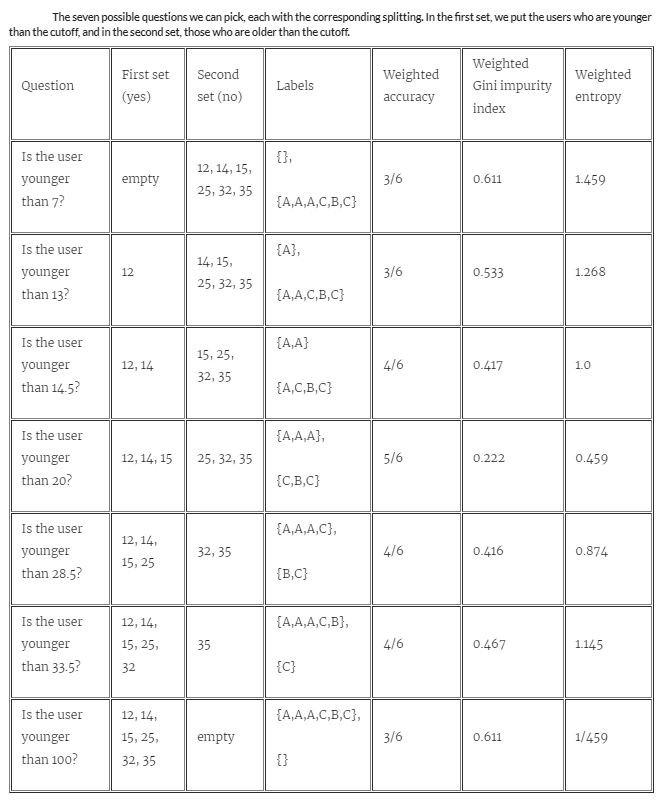 The seven possible questions we can pick, each with the corresponding splitting. In the first set, we put the users who are younger
than the cutoff, and in the second set, those who are older than the cutoff.
Question
First set
(yes)
Second
set (no)
Labels
Weighted
accuracy
Weighted
Gini impurity
index
Weighted
entropy
Is the user
younger
than 7?
empty
12, 14, 15,
25, 32, 35
{},
{A,A,A,C,B,C}
3/6
0.611
1.459
Is the user
younger
than 13?
12
14, 15,
25, 32, 35
{A},
{A,A,C,B,C}
3/6
0.533
1.268
Is the user
younger
than 14.5?
12, 14
15, 25,
32, 35
{A,A}
{A,C,B,C}
4/6
0.417
1.0
Is the user
younger
than 20?
12, 14, 15
25, 32, 35
{A,A,A},
{C,B,C}
5/6
0.222
0.459
Is the user
younger
than 28.5?
12, 14,
15, 25
32, 35
{A,A,A,C},
{B,C}
4/6
0.416
0.874
Is the user
younger
than 33.5?
12, 14,
15, 25,
32
35
{A,A,A,C,B},
{C}
4/6
0.467
1.145
Is the user
younger
than 100?
12, 14,
15, 25,
32, 35
empty
{A,A,A,C,B,C},
{}
3/6
0.611
1/459